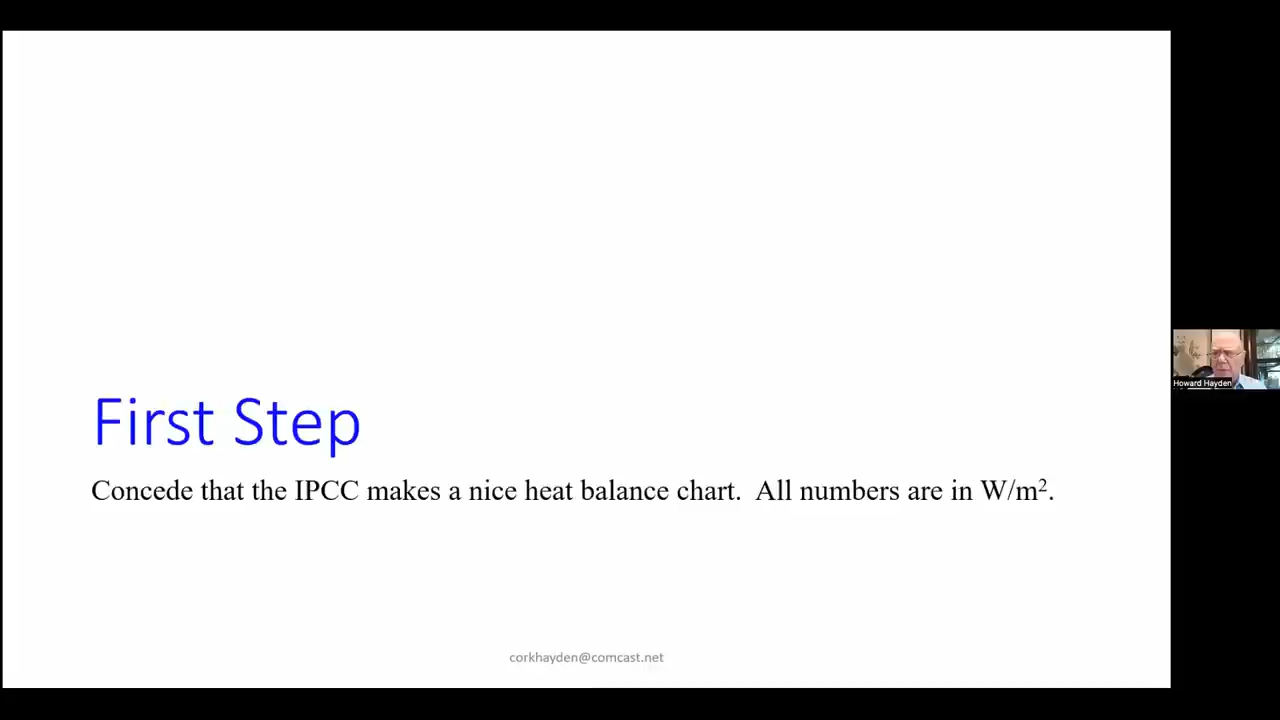 First Step
Concede that the IPCC makes a nice heat balance chart.  All numbers are in W/m².
Howard Hayden
corkhayden@comcast.net